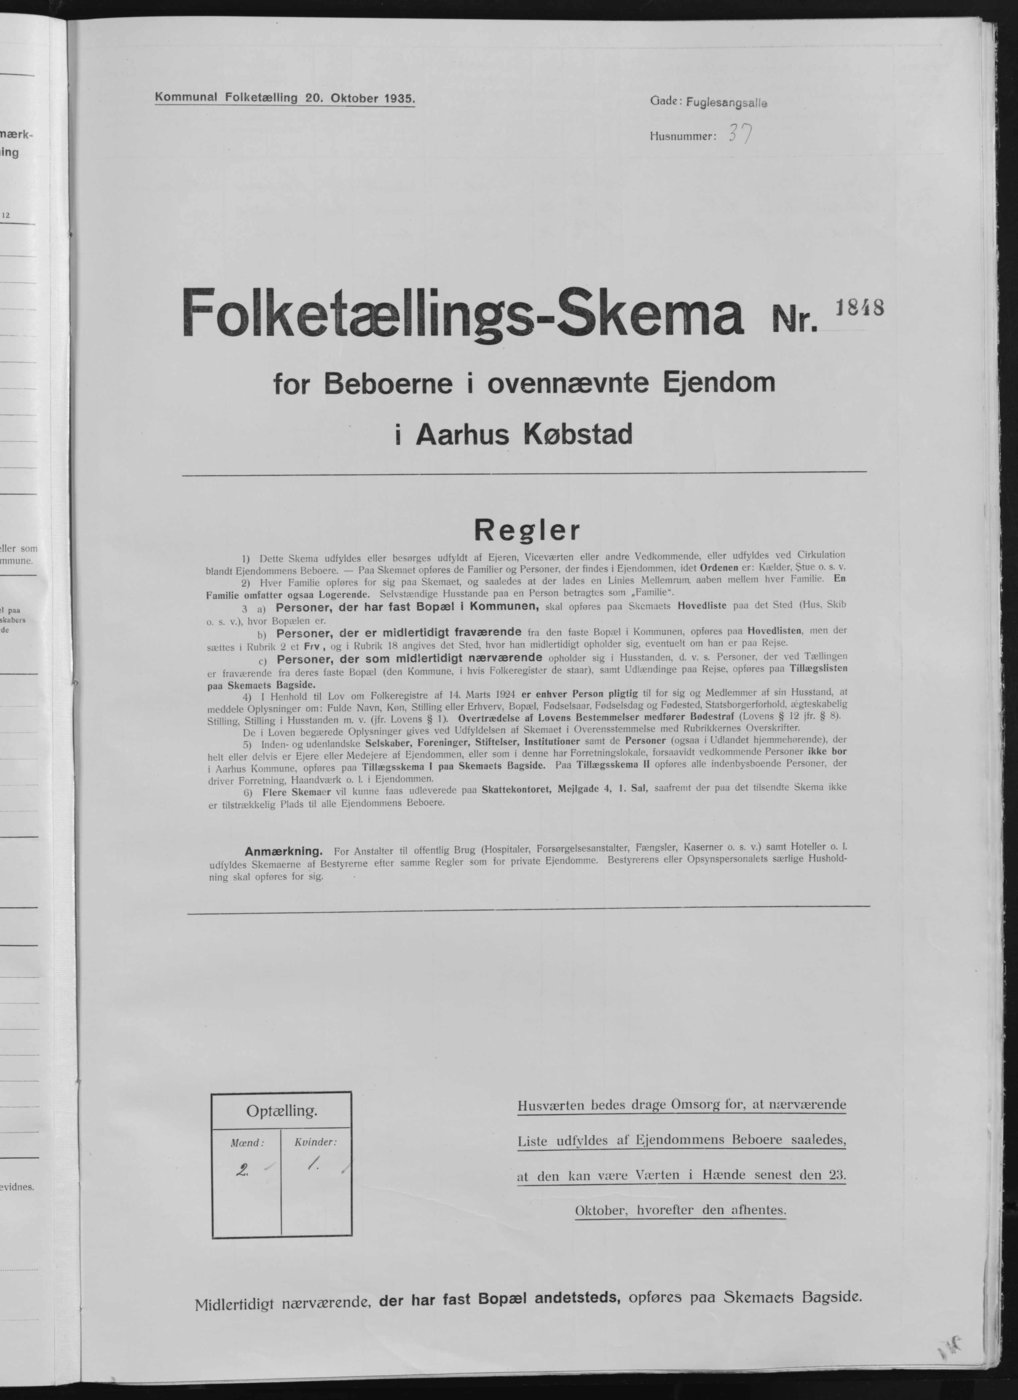 mærk-
ing
12
eller som
mmune.
el paa
skabers
de
evidnes.
Kommunal Folketælling 20. Oktober 1935.
Gade: Fuglesangsalle
Husnummer: 37
Folketællings-Skema Nr. 1848
for Beboerne i ovennævnte Ejendom
i Aarhus Købstad
Regler
1) Dette Skema udfyldes eller besørges udfyldt af Ejeren, Viceværten eller andre Vedkommende, eller udfyldes ved Cirkulation
blandt Ejendommens Beboere. — Paa Skemaet opføres de Familier og Personer, der findes i Ejendommen, idet Ordenen er: Kælder, Stue o. s. v.
2) Hver Familie opføres for sig paa Skemaet, og saaledes at der lades en Linies Mellemrum aaben mellem hver Familie. En
Familie omfatter ogsaa Logerende. Selvstændige Husstande paa en Person betragtes som „Familie“.
3 a) Personer, der har fast Bopæl i Kommunen, skal opføres paa Skemaets Hovedliste paa det Sted (Hus, Skib
o. s. v.), hvor Bopælen er.
b) Personer, der er midlertidigt fraværende fra den faste Bopæl i Kommunen, opføres paa Hovedlisten, men der
sættes i Rubrik 2 et Frv, og i Rubrik 18 angives det Sted, hvor han midlertidigt opholder sig, eventuelt om han er paa Rejse.
c) Personer, der som midlertidigt nærværende opholder sig i Husstanden, d. v. s. Personer, der ved Tællingen
er fraværende fra deres faste Bopæl (den Kommune, i hvis Folkeregister de staar), samt Udlændinge paa Rejse, opføres paa Tillægslisten
paa Skemaets Bagside.
4) I Henhold til Lov om Folkeregistre af 14. Marts 1924 er enhver Person pligtig til for sig og Medlemmer af sin Husstand, at
meddele Oplysninger om: Fulde Navn, Køn, Stilling eller Erhverv, Bopæl, Fødselsaar, Fødselsdag og Fødested, Statsborgerforhold, ægteskabelig
Stilling, Stilling i Husstanden m. v. (jfr. Lovens § 1). Overtrædelse af Lovens Bestemmelser medfører Bødestraf (Lovens § 12 jfr. § 8).
De i Loven begærede Oplysninger gives ved Udfyldelsen af Skemaet i Overensstemmelse med Rubrikkernes Overskrifter.
5) Inden- og udenlandske Selskaber, Foreninger, Stiftelser, Institutioner samt de Personer (ogsaa i Udlandet hjemmehørende), der
helt eller delvis er Ejere eller Medejere af Ejendommen, eller som i denne har Forretningslokale, forsaavidt vedkommende Personer ikke bor
i Aarhus Kommune, opføres paa Tillægsskema I paa Skemaets Bagside. Paa Tillægsskema II opføres alle indenbysboende Personer, der
driver Forretning, Haandværk o. l. i Ejendommen.
6) Flere Skemaer vil kunne faas udleverede paa Skattekontoret, Mejlgade 4, 1. Sal, saafremt der paa det tilsendte Skema ikke
er tilstrækkelig Plads til alle Ejendommens Beboere.
Anmærkning. For Anstalter til offentlig Brug (Hospitaler, Forsørgelsesanstalter, Fængsler, Kaserner o. s. v.) samt Hoteller o. l.
udfyldes Skemaerne af Bestyrerne efter samme Regler som for private Ejendomme. Bestyrerens eller Opsynspersonalets særlige Hushold-
ning skal opføres for sig.
Optælling.
Mænd: Kvinder:
2. 1.
Husværten bedes drage Omsorg for, at nærværende
Liste udfyldes af Ejendommens Beboere saaledes,
at den kan være Værten i Hænde senest den 23.
Oktober, hvorefter den afhentes.
Midlertidigt nærværende, der har fast Bopæl andetsteds, opføres paa Skemaets Bagside.